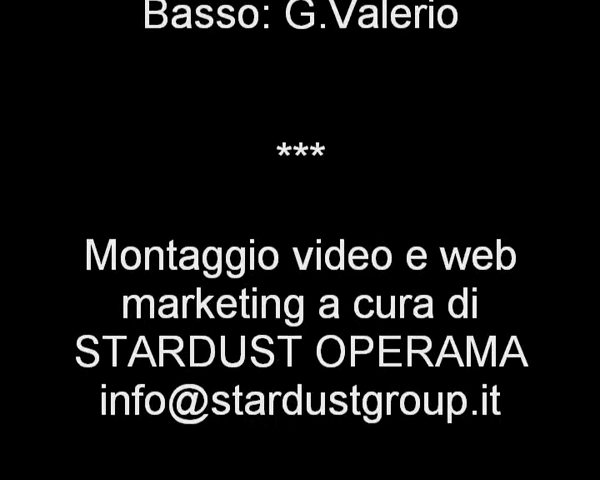 Basso: G.Valerio
***
Montaggio video e web
marketing a cura di
STARDUST OPERAMA
info@stardustgroup.it